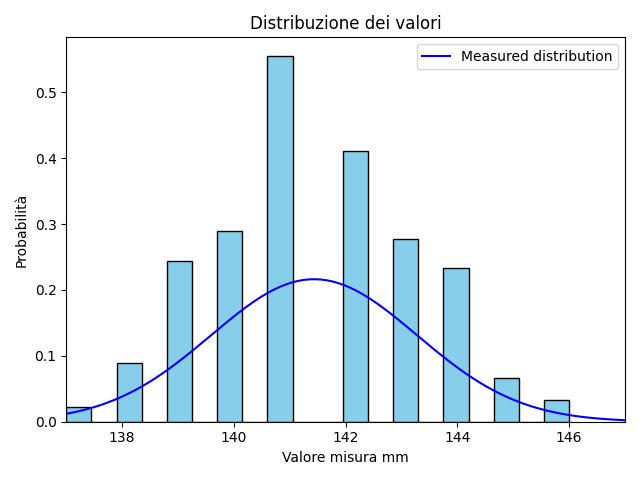 Distribuzione dei valori
Measured distribution
Probabilità
0.5
0.4
0.3
0.2
0.1
0.0
138 140 142 144 146
Valore misura mm